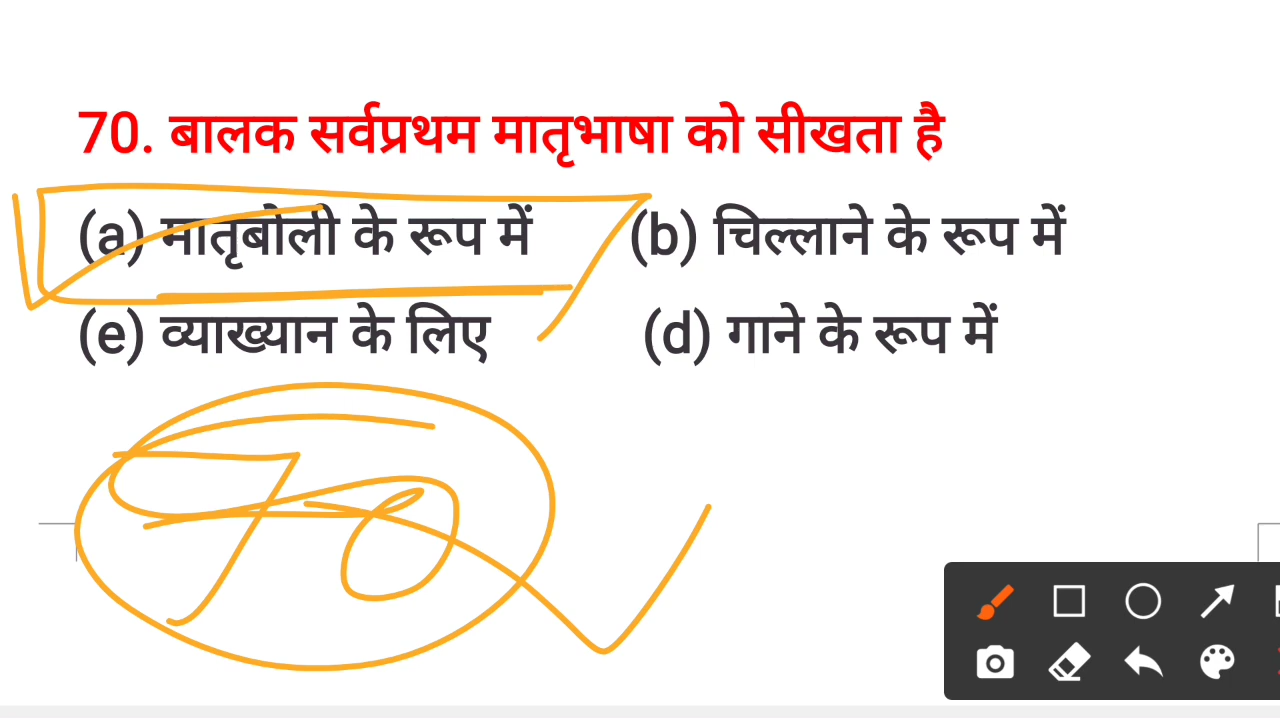 70. बालक सर्वप्रथम मातृभाषा को सीखता है
(a) मातृबोली के रूप में (b) चिल्लाने के रूप में
(e) व्याख्यान के लिए (d) गाने के रूप में
70